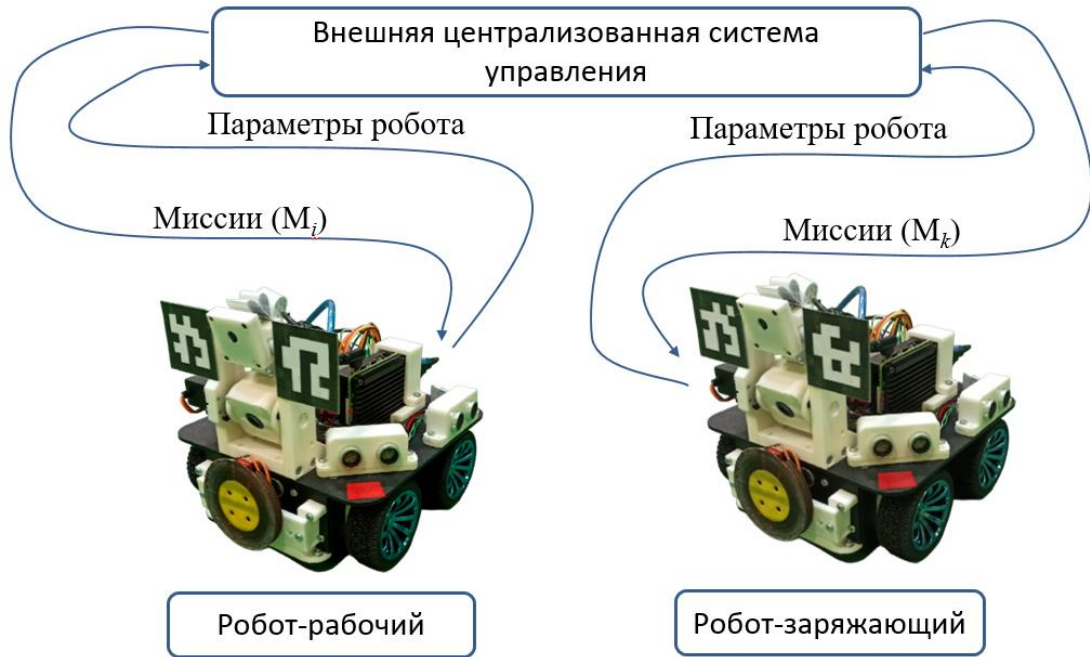 Внешняя централизованная система
управления
Параметры робота
Параметры робота
Миссии (Mi)
Миссии (Mk)
Робот-рабочий
Робот-заряжающий